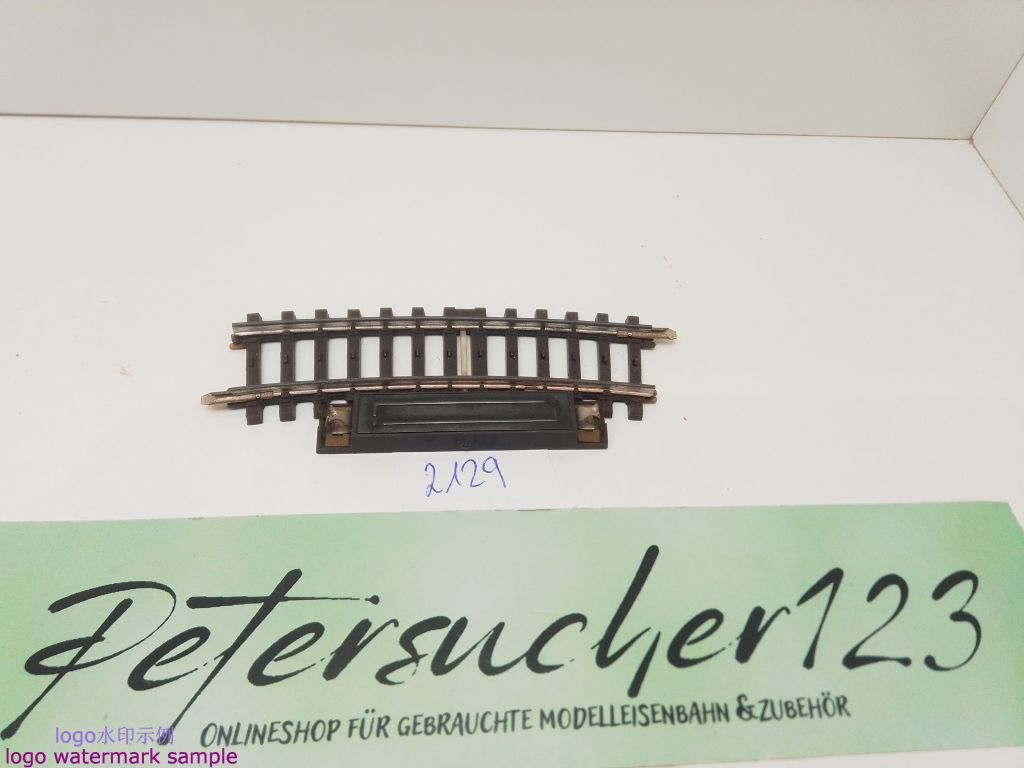 2129
Petersucher123
ONLINESHOP FÜR GEBRAUCHTE MODELLEISENBAHN & ZUBEHÖR
logo水印示例
logo watermark sample